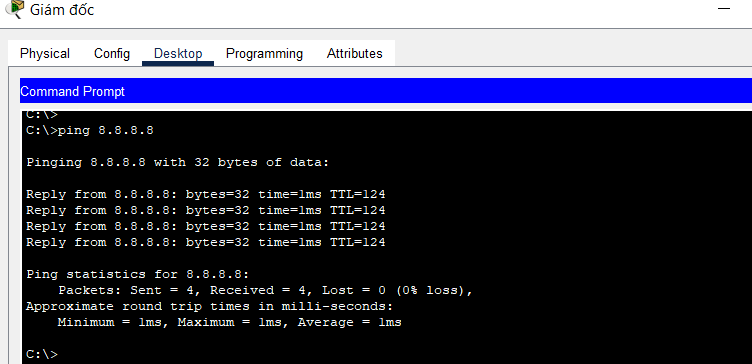 Giám đốc
Physical Config Desktop Programming Attributes
Command Prompt
C:\>
C:\>ping 8.8.8.8
Pinging 8.8.8.8 with 32 bytes of data:
Reply from 8.8.8.8: bytes=32 time=1ms TTL=124
Reply from 8.8.8.8: bytes=32 time=1ms TTL=124
Reply from 8.8.8.8: bytes=32 time=1ms TTL=124
Reply from 8.8.8.8: bytes=32 time=1ms TTL=124
Ping statistics for 8.8.8.8:
Packets: Sent = 4, Received = 4, Lost = 0 (0% loss),
Approximate round trip times in milli-seconds:
Minimum = 1ms, Maximum = 1ms, Average = 1ms
C:\>